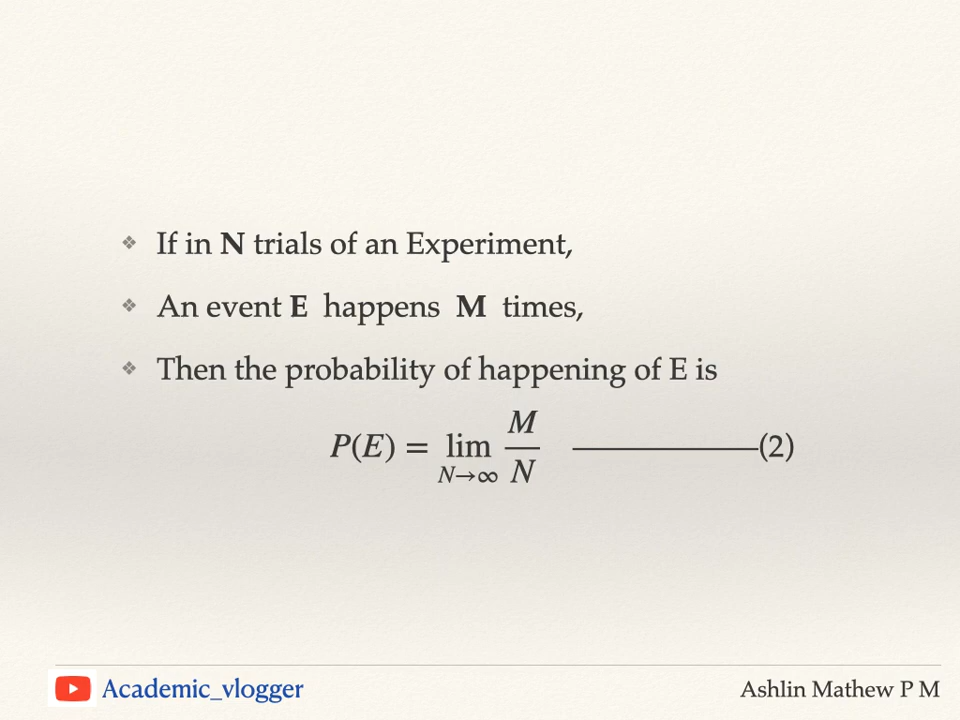 ❖ If in N trials of an Experiment,
❖ An event E happens M times,
❖ Then the probability of happening of E is
P(E) = lim_{N→∞} M/N ————————(2)
Academic_vlogger
Ashlin Mathew P M